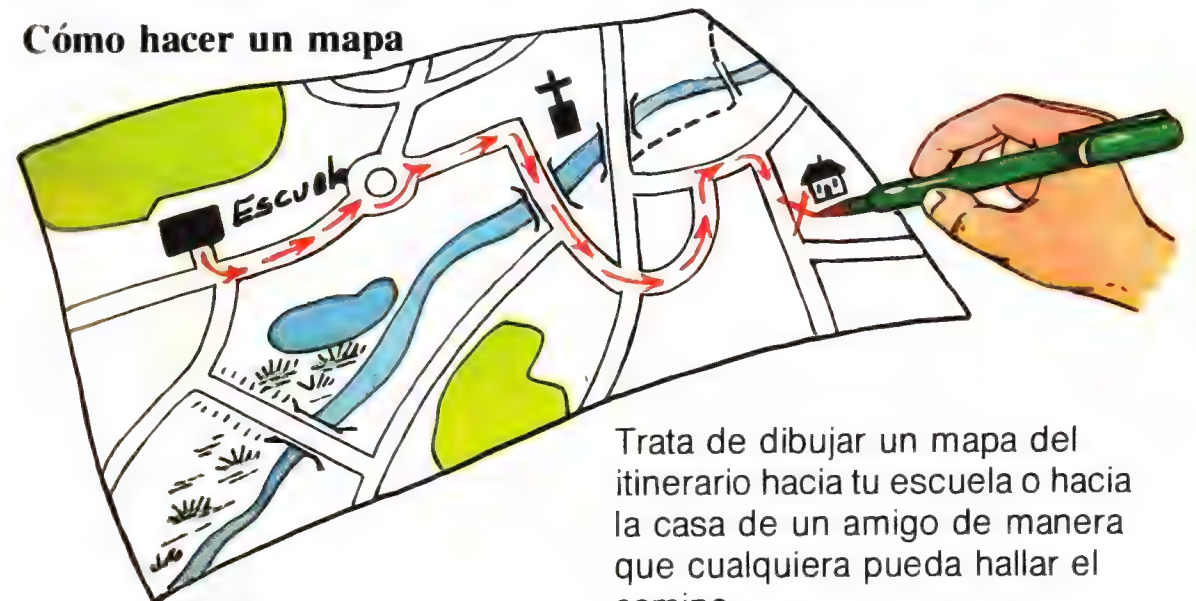 Cómo hacer un mapa
Escuela
Trata de dibujar un mapa del
itinerario hacia tu escuela o hacia
la casa de un amigo de manera
que cualquiera pueda hallar el